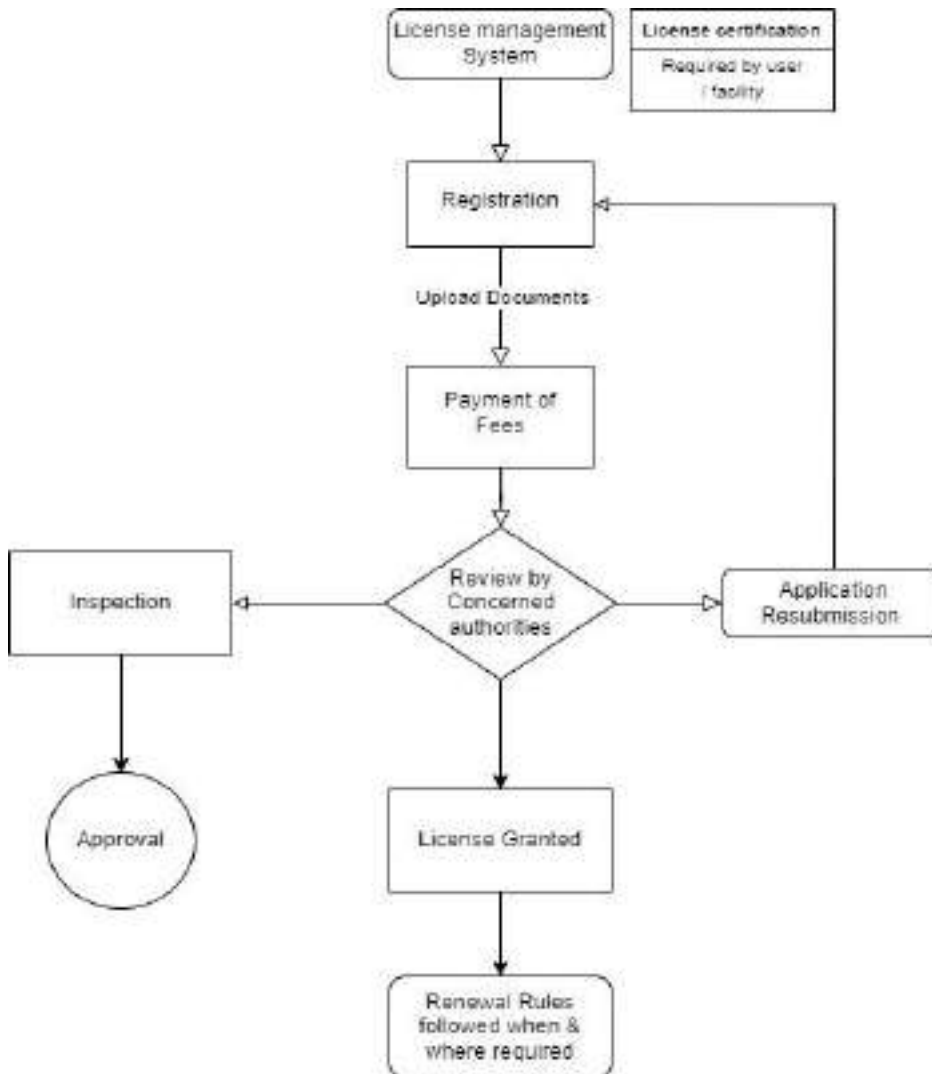 License management
System
License certification
Required by user
/ facility
Registration
Upload Documents
Payment of
Fees
Review by
Concerned
authorities
Inspection
Application
Resubmission
Approval
License Granted
Renewal Rules
followed when &
where required